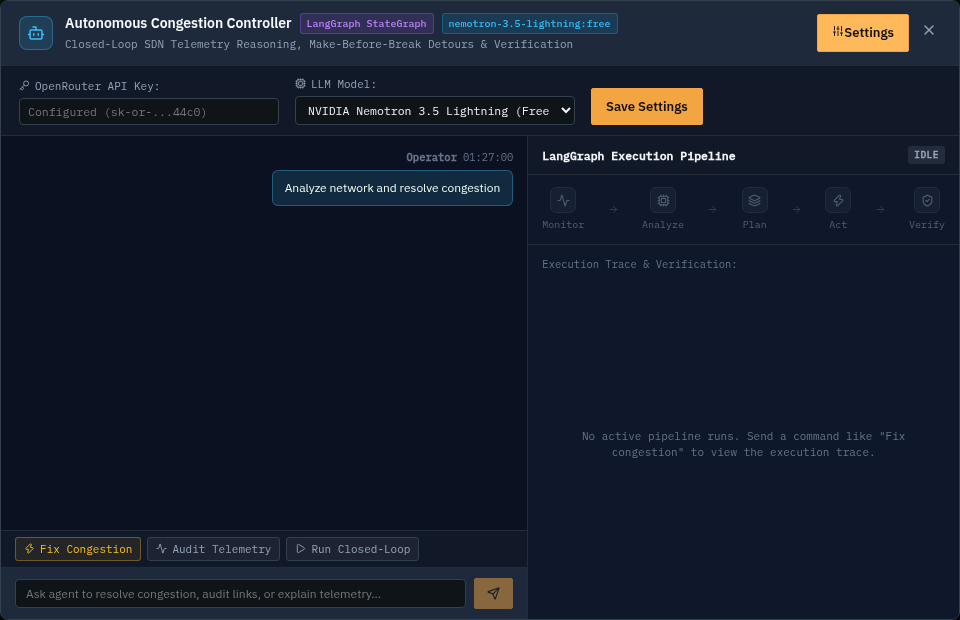 Autonomous Congestion Controller
LangGraph StateGraph
nemotron-3.5-lightning:free
Closed-Loop SDN Telemetry Reasoning, Make-Before-Break Detours & Verification
Settings
OpenRouter API Key:
Configured (sk-or-...44c0)
LLM Model:
NVIDIA Nemotron 3.5 Lightning (Free
Save Settings
Operator 01:27:00
Analyze network and resolve congestion
LangGraph Execution Pipeline
IDLE
Monitor
Analyze
Plan
Act
Verify
Execution Trace & Verification:
No active pipeline runs. Send a command like "Fix
congestion" to view the execution trace.
Fix Congestion
Audit Telemetry
Run Closed-Loop
Ask agent to resolve congestion, audit links, or explain telemetry...